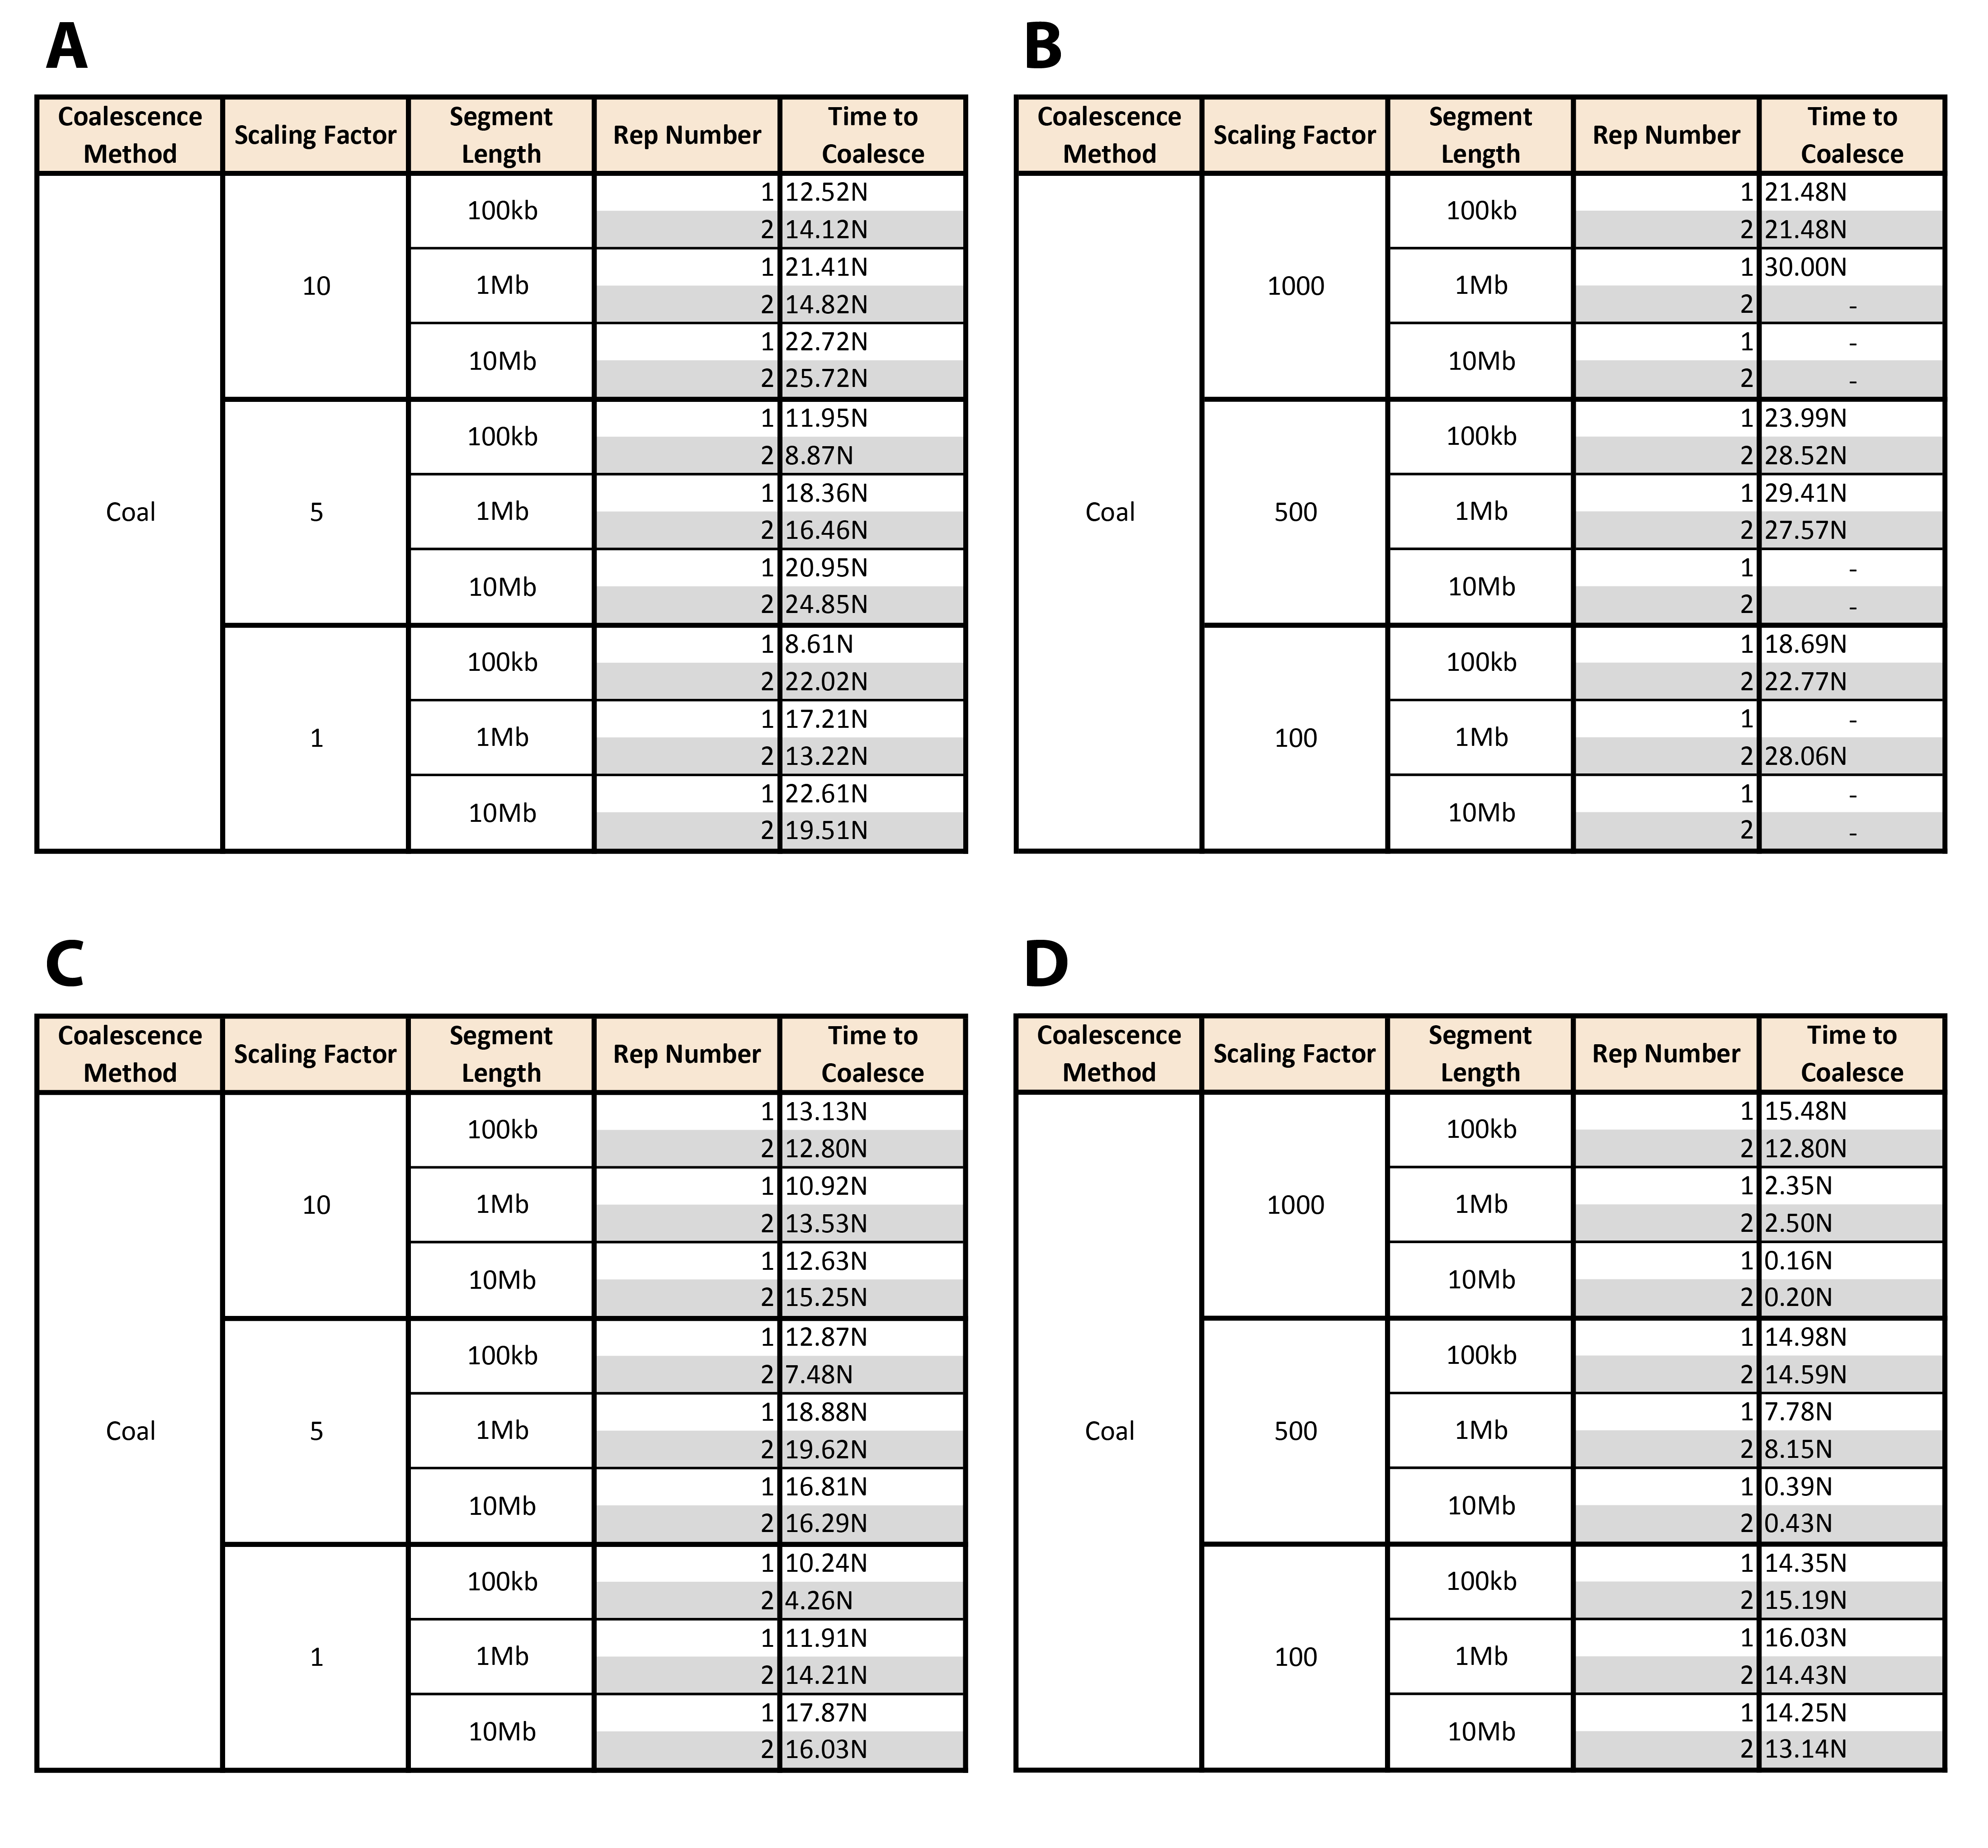 A
Coalescence Method | Scaling Factor | Segment Length | Rep Number | Time to Coalesce
Coal
10
100kb
1 12.52N
2 14.12N
1Mb
1 21.41N
2 14.82N
10Mb
1 22.72N
2 25.72N
5
100kb
1 11.95N
2 8.87N
1Mb
1 18.36N
2 16.46N
10Mb
1 20.95N
2 24.85N
1
100kb
1 8.61N
2 22.02N
1Mb
1 17.21N
2 13.22N
10Mb
1 22.61N
2 19.51N
B
Coalescence Method | Scaling Factor | Segment Length | Rep Number | Time to Coalesce
Coal
1000
100kb
1 21.48N
2 21.48N
1Mb
1 30.00N
2 -
10Mb
1 -
2 -
500
100kb
1 23.99N
2 28.52N
1Mb
1 29.41N
2 27.57N
10Mb
1 -
2 -
100
100kb
1 18.69N
2 22.77N
1Mb
1 -
2 28.06N
10Mb
1 -
2 -
C
Coalescence Method | Scaling Factor | Segment Length | Rep Number | Time to Coalesce
Coal
10
100kb
1 13.13N
2 12.80N
1Mb
1 10.92N
2 13.53N
10Mb
1 12.63N
2 15.25N
5
100kb
1 12.87N
2 7.48N
1Mb
1 18.88N
2 19.62N
10Mb
1 16.81N
2 16.29N
1
100kb
1 10.24N
2 4.26N
1Mb
1 11.91N
2 14.21N
10Mb
1 17.87N
2 16.03N
D
Coalescence Method | Scaling Factor | Segment Length | Rep Number | Time to Coalesce
Coal
1000
100kb
1 15.48N
2 12.80N
1Mb
1 2.35N
2 2.50N
10Mb
1 0.16N
2 0.20N
500
100kb
1 14.98N
2 14.59N
1Mb
1 7.78N
2 8.15N
10Mb
1 0.39N
2 0.43N
100
100kb
1 14.35N
2 15.19N
1Mb
1 16.03N
2 14.43N
10Mb
1 14.25N
2 13.14N